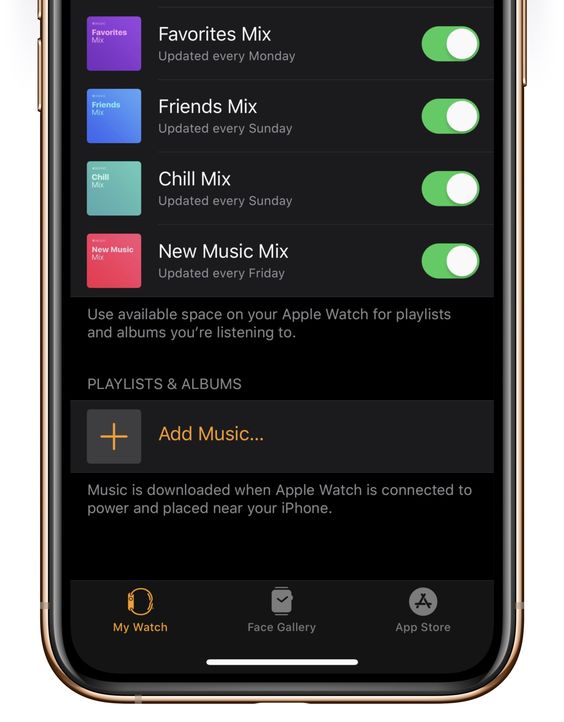 Favorites
Mix
Favorites Mix
Updated every Monday
Friends
Mix
Friends Mix
Updated every Sunday
Chill
Mix
Chill Mix
Updated every Sunday
New Music
Mix
New Music Mix
Updated every Friday
Use available space on your Apple Watch for playlists
and albums you’re listening to.
PLAYLISTS & ALBUMS
Add Music...
Music is downloaded when Apple Watch is connected to
power and placed near your iPhone.
My Watch
Face Gallery
App Store